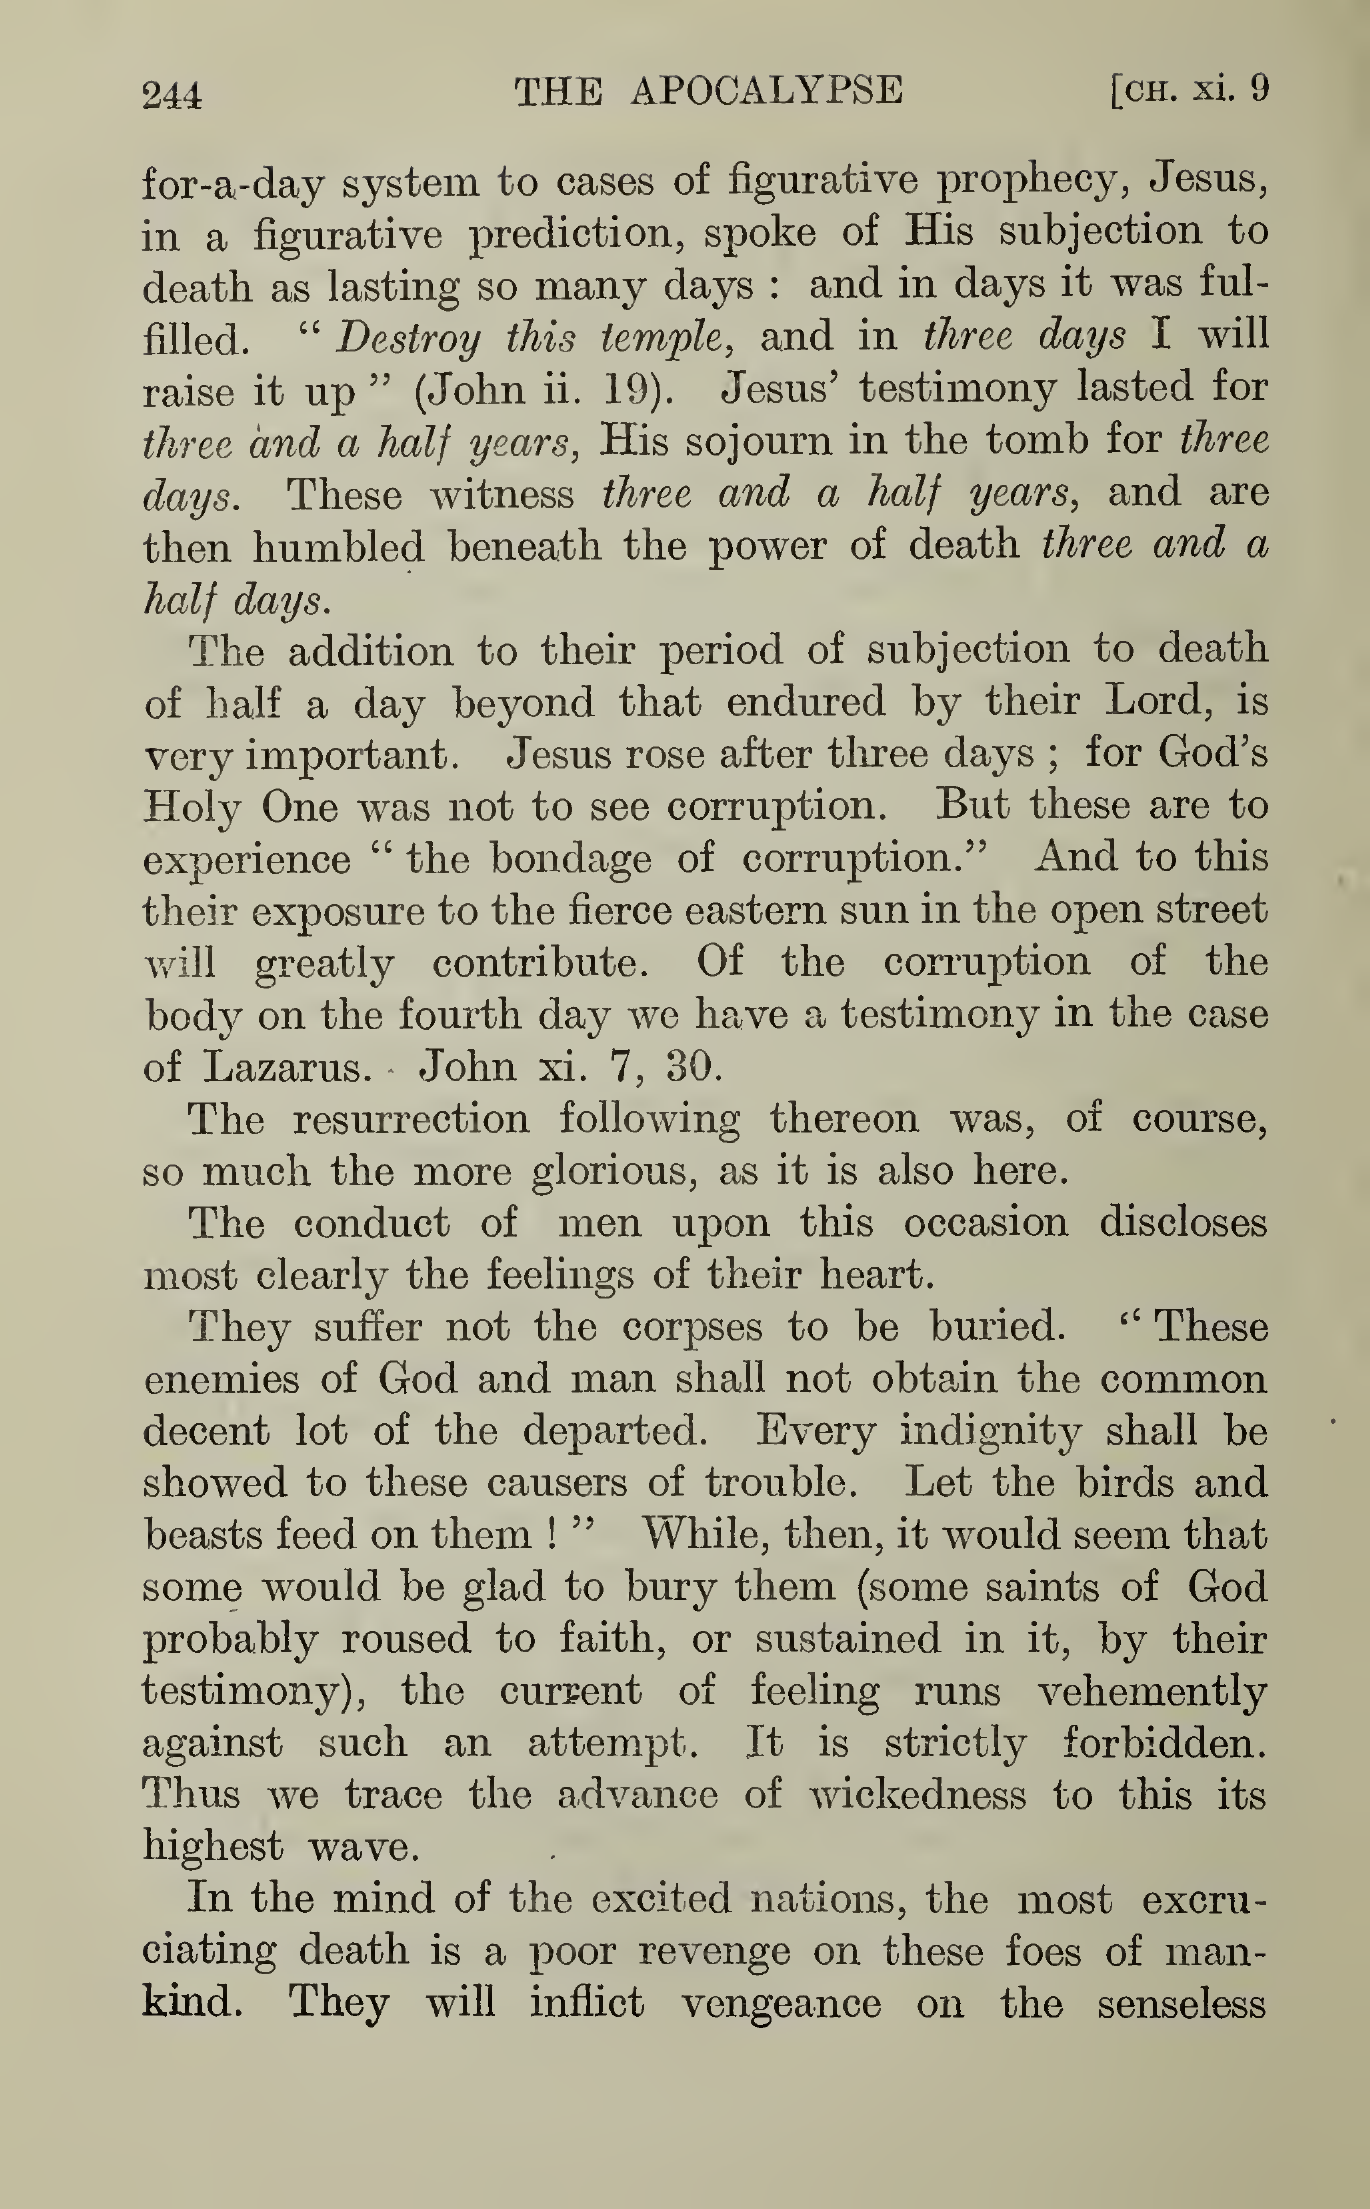 244 THE APOCALYPSE [CH. xi. 9
for-a-day system to cases of figurative prophecy, Jesus,
in a figurative prediction, spoke of His subjection to
death as lasting so many days : and in days it was ful-
filled. “ Destroy this temple, and in three days I will
raise it up ” (John ii. 19). Jesus’ testimony lasted for
three and a half years, His sojourn in the tomb for three
days. These witness three and a half years, and are
then humbled beneath the power of death three and a
half days.
The addition to their period of subjection to death
of half a day beyond that endured by their Lord, is
very important. Jesus rose after three days ; for God’s
Holy One was not to see corruption. But these are to
experience “ the bondage of corruption.” And to this
their exposure to the fierce eastern sun in the open street
will greatly contribute. Of the corruption of the
body on the fourth day we have a testimony in the case
of Lazarus. John xi. 7, 30.
The resurrection following thereon was, of course,
so much the more glorious, as it is also here.
The conduct of men upon this occasion discloses
most clearly the feelings of their heart.
They suffer not the corpses to be buried. “ These
enemies of God and man shall not obtain the common
decent lot of the departed. Every indignity shall be
showed to these causers of trouble. Let the birds and
beasts feed on them ! ” While, then, it would seem that
some would be glad to bury them (some saints of God
probably roused to faith, or sustained in it, by their
testimony), the current of feeling runs vehemently
against such an attempt. It is strictly forbidden.
Thus we trace the advance of wickedness to this its
highest wave.
In the mind of the excited nations, the most excru-
ciating death is a poor revenge on these foes of man-
kind. They will inflict vengeance on the senseless